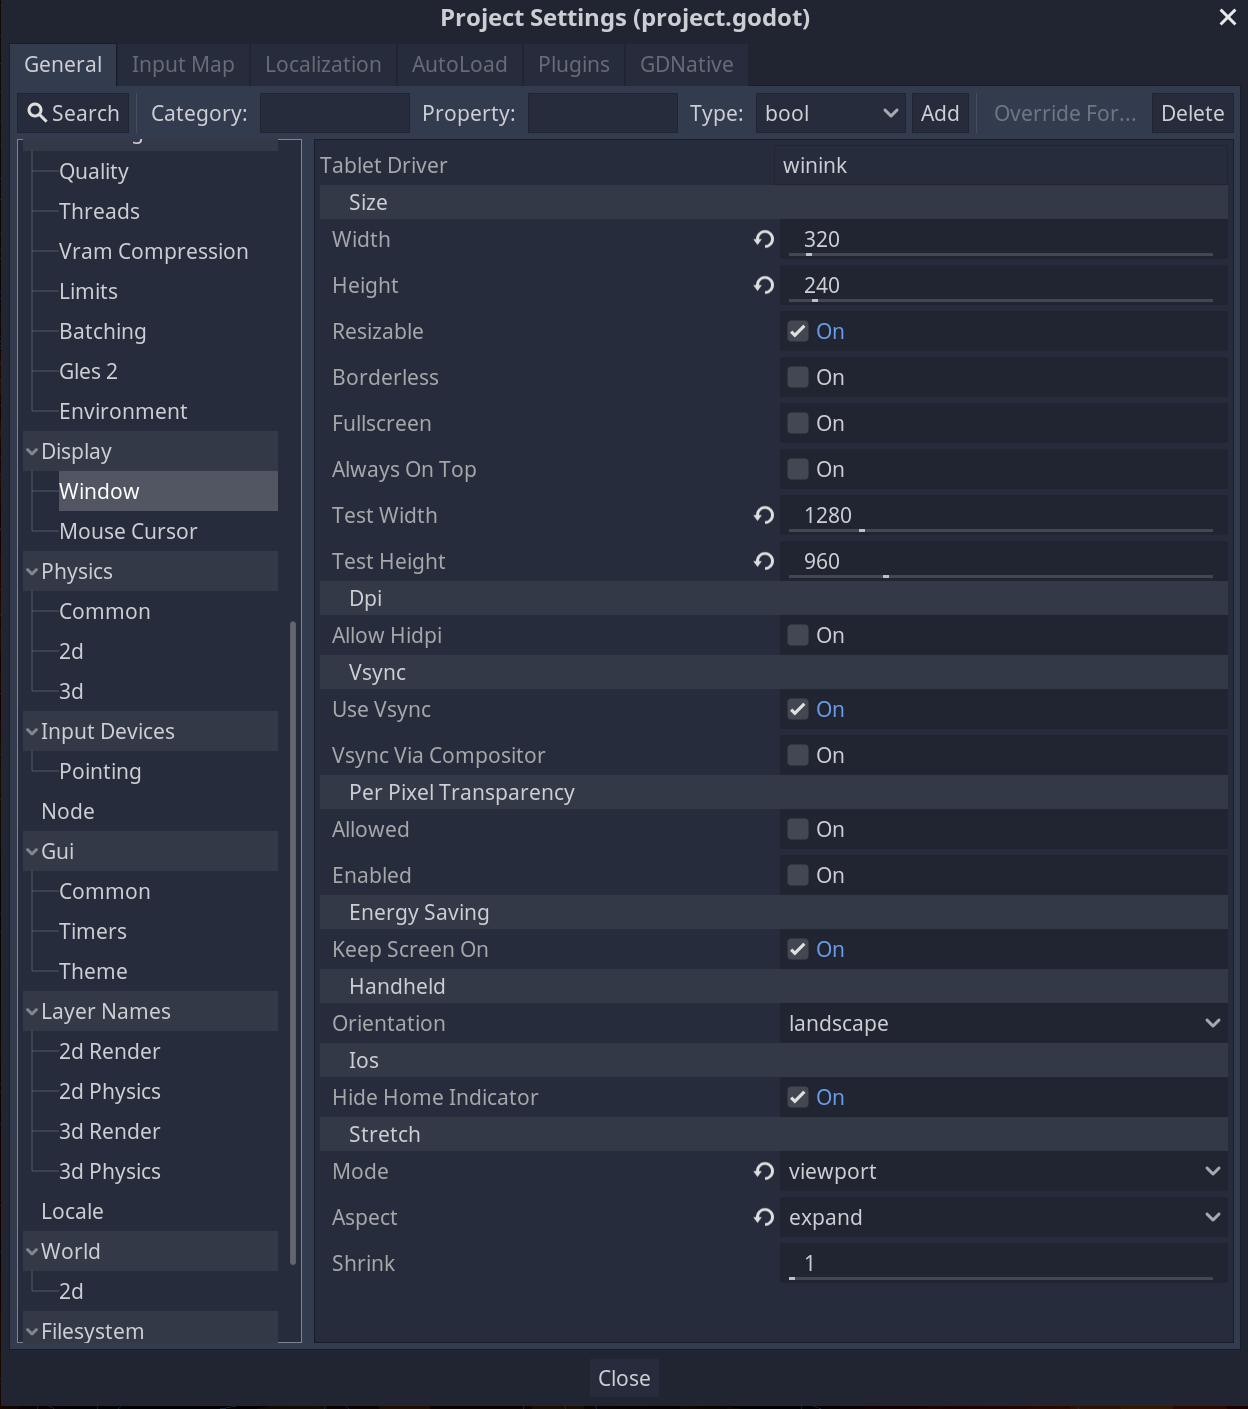 Project Settings (project.godot)
General Input Map Localization AutoLoad Plugins GDNative
Search Category: Property: Type: bool Add Override For... Delete
Quality
Threads
Vram Compression
Limits
Batching
Gles 2
Environment
Display
Window
Mouse Cursor
Physics
Common
2d
3d
Input Devices
Pointing
Node
Gui
Common
Timers
Theme
Layer Names
2d Render
2d Physics
3d Render
3d Physics
Locale
World
2d
Filesystem
Tablet Driver winink
Size
Width 320
Height 240
Resizable On
Borderless On
Fullscreen On
Always On Top On
Test Width 1280
Test Height 960
Dpi
Allow Hidpi On
Vsync
Use Vsync On
Vsync Via Compositor On
Per Pixel Transparency
Allowed On
Enabled On
Energy Saving
Keep Screen On On
Handheld
Orientation landscape
Ios
Hide Home Indicator On
Stretch
Mode viewport
Aspect expand
Shrink 1
Close